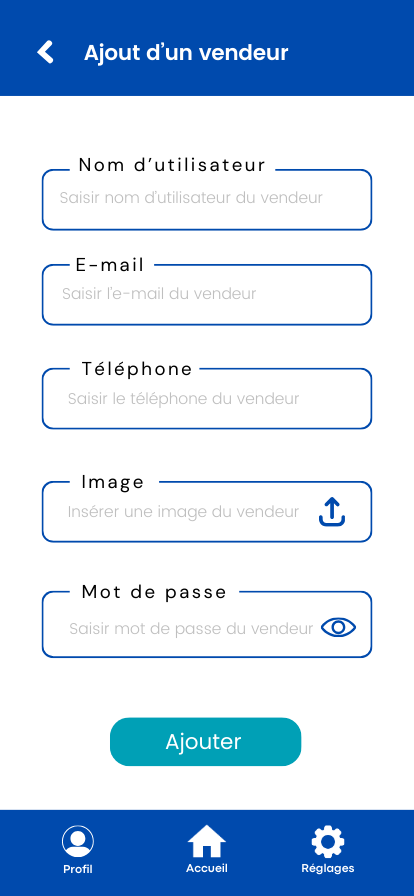 Ajout d'un vendeur
Nom d'utilisateur
Saisir nom d'utilisateur du vendeur
E-mail
Saisir l'e-mail du vendeur
Téléphone
Saisir le téléphone du vendeur
Image
Insérer une image du vendeur
Mot de passe
Saisir mot de passe du vendeur
Ajouter
Profil
Accueil
Réglages